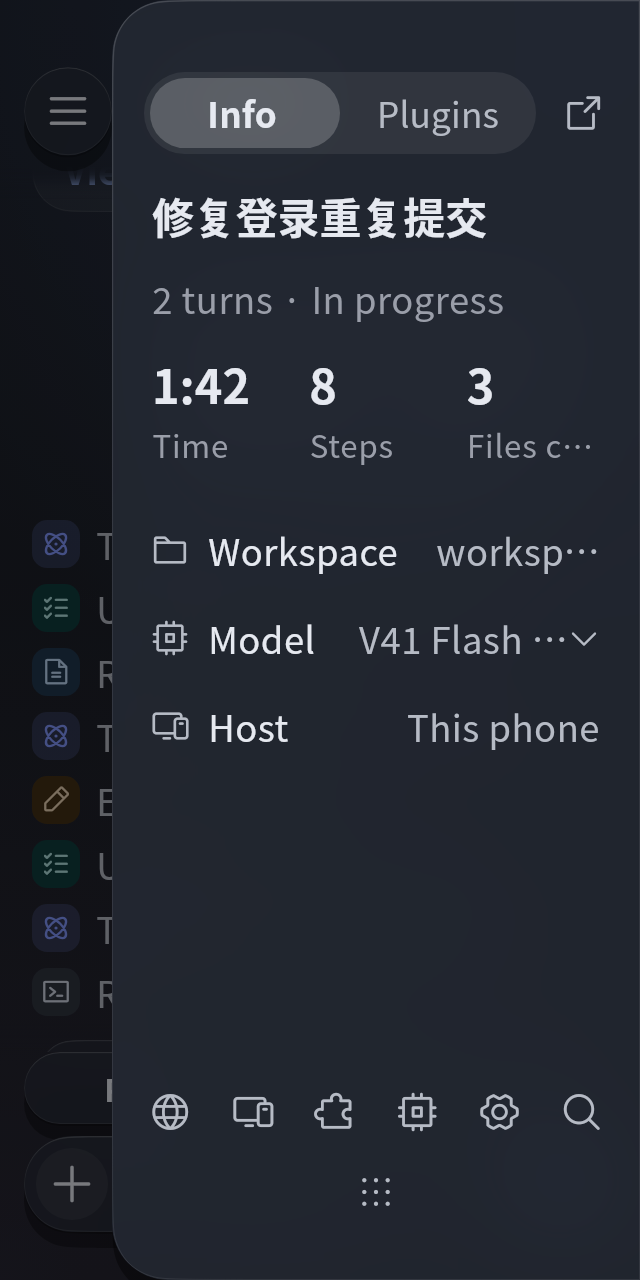 Info Plugins
修复登录重复提交
2 turns · In progress
1:42 8 3
Time Steps Files c…
Workspace worksp…
Model V41 Flash …
Host This phone